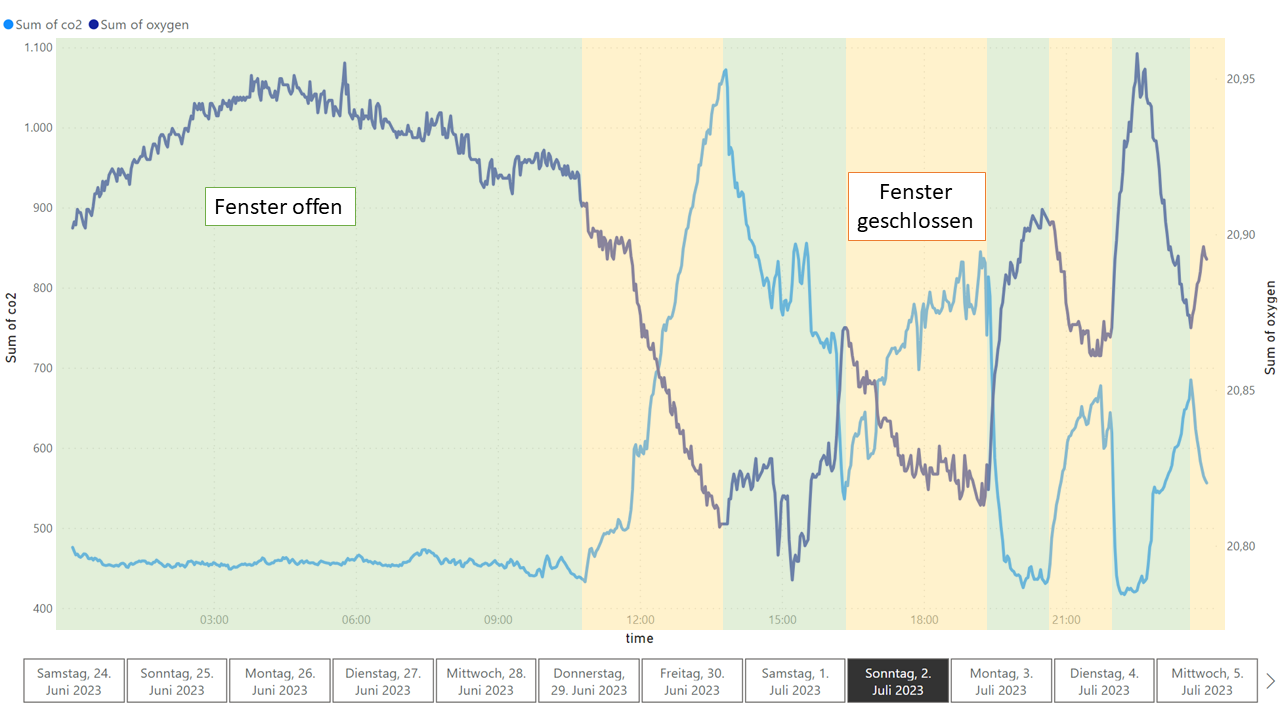 Sum of co2 Sum of oxygen
1.100
1.000
900
800
700
600
500
400
Sum of co2
Fenster offen
Fenster
geschlossen
20,95
20,90
20,85
20,80
Sum of oxygen
03:00 06:00 09:00 12:00 15:00 18:00 21:00
time
Samstag, 24.
Juni 2023
Sonntag, 25.
Juni 2023
Montag, 26.
Juni 2023
Dienstag, 27.
Juni 2023
Mittwoch, 28.
Juni 2023
Donnerstag,
29. Juni 2023
Freitag, 30.
Juni 2023
Samstag, 1.
Juli 2023
Sonntag, 2.
Juli 2023
Montag, 3.
Juli 2023
Dienstag, 4.
Juli 2023
Mittwoch, 5.
Juli 2023